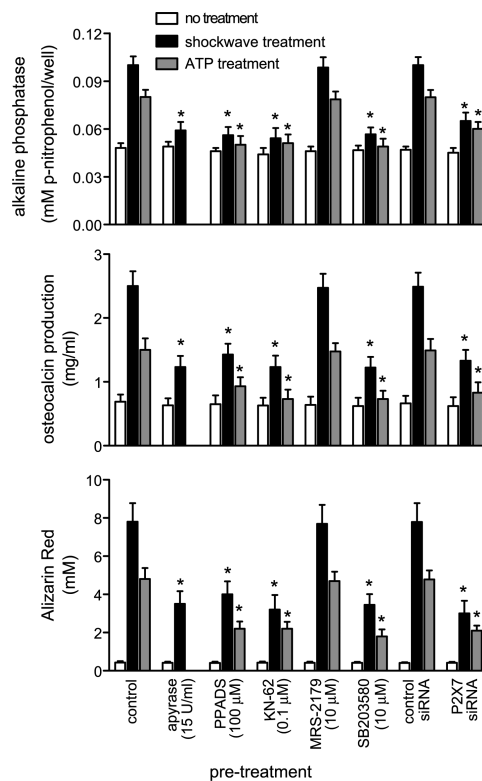 no treatment
shockwave treatment
ATP treatment
alkaline phosphatase
(mM p-nitrophenol/well)
0.12
0.09
0.06
0.03
0.00
* * * * * * * * *
osteocalcin production
(mg/ml)
3
2
1
0
* * * * * * * * *
Alizarin Red
(mM)
10
8
6
4
2
0
* * * * * * * * *
control
apyrase
(15 U/ml)
PPADS
(100 µM)
KN-62
(0.1 µM)
MRS-2179
(10 µM)
SB203580
(10 µM)
control
siRNA
P2X7
siRNA
pre-treatment